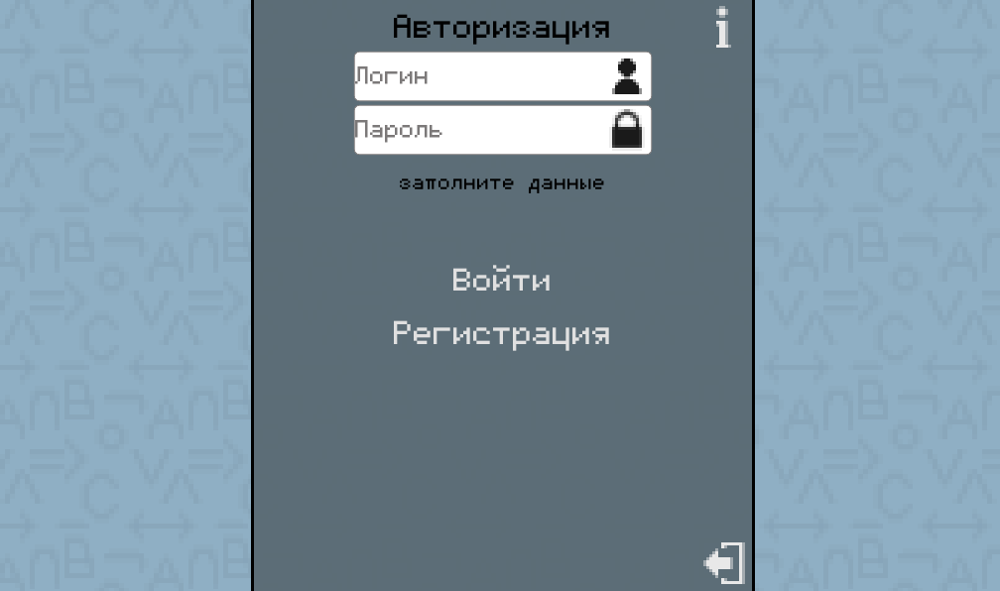 Авторизация
Логин
Пароль
заполните данные
Войти
Регистрация